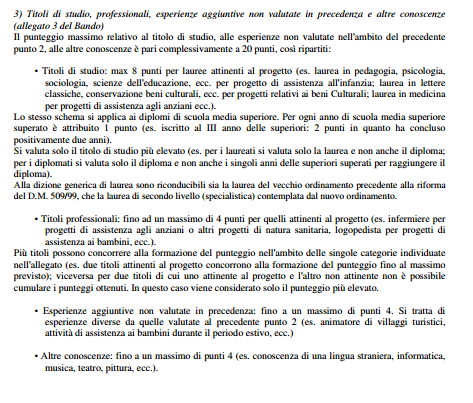 3) Titoli di studio, professionali, esperienze aggiuntive non valutate in precedenza e altre conoscenze
(allegato 3 del Bando)
Il punteggio massimo relativo al titolo di studio, alle esperienze non valutate nell'ambito del precedente
punto 2, alle altre conoscenze è pari complessivamente a 20 punti, così ripartiti:
• Titoli di studio: max 8 punti per lauree attinenti al progetto (es. laurea in pedagogia, psicologia,
sociologia, scienze dell'educazione, ecc. per progetto di assistenza all'infanzia; laurea in lettere
classiche, conservazione beni culturali, ecc. per progetti relativi ai beni Culturali; laurea in medicina
per progetti di assistenza agli anziani ecc.).
Lo stesso schema si applica ai diplomi di scuola media superiore. Per ogni anno di scuola media superiore
superato è attribuito 1 punto (es. iscritto al III anno delle superiori: 2 punti in quanto ha concluso
positivamente due anni).
Si valuta solo il titolo di studio più elevato (es. per i laureati si valuta solo la laurea e non anche il diploma;
per i diplomati si valuta solo il diploma e non anche i singoli anni delle superiori superati per raggiungere il
diploma).
Alla dizione generica di laurea sono riconducibili sia la laurea del vecchio ordinamento precedente alla riforma
del D.M. 509/99, che la laurea di secondo livello (specialistica) contemplata dal nuovo ordinamento.
• Titoli professionali: fino ad un massimo di 4 punti per quelli attinenti al progetto (es. infermiere per
progetti di assistenza agli anziani o altri progetti di natura sanitaria, logopedista per progetti di
assistenza ai bambini, ecc.).
Più titoli possono concorrere alla formazione del punteggio nell'ambito delle singole categorie individuate
nell'allegato (es. due titoli attinenti al progetto concorrono alla formazione del punteggio fino al massimo
previsto); viceversa per due titoli di cui uno attinente al progetto e l'altro non attinente non è possibile
cumulare i punteggi ottenuti. In questo caso viene considerato solo il punteggio più elevato.
• Esperienze aggiuntive non valutate in precedenza: fino a un massimo di punti 4. Si tratta di
esperienze diverse da quelle valutate al precedente punto 2 (es. animatore di villaggi turistici,
attività di assistenza ai bambini durante il periodo estivo, ecc.)
• Altre conoscenze: fino a un massimo di punti 4 (es. conoscenza di una lingua straniera, informatica,
musica, teatro, pittura, ecc.).